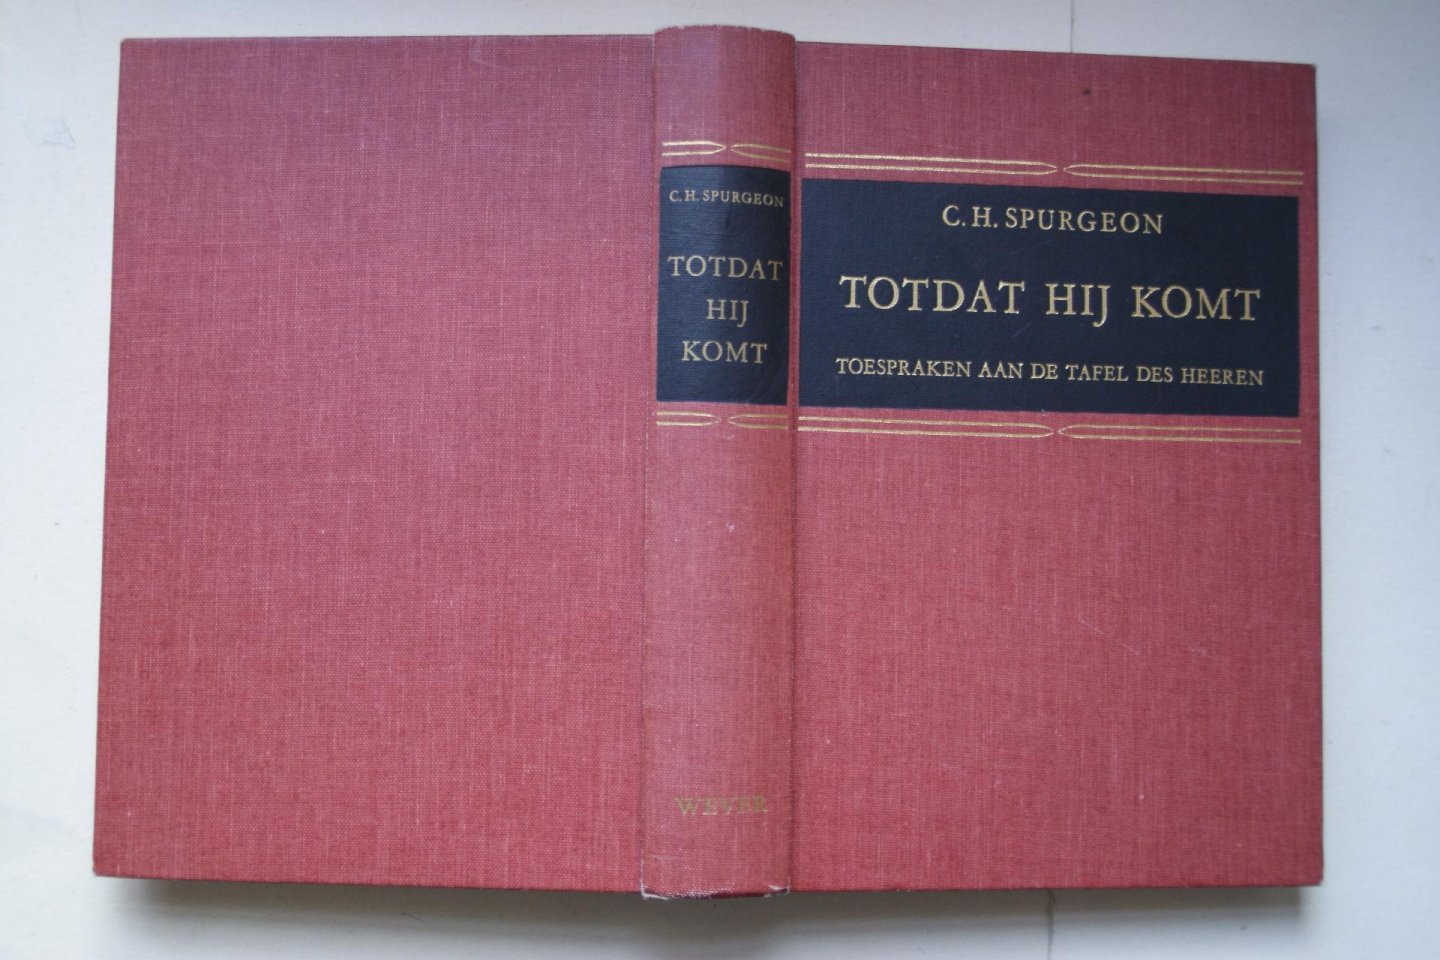 C. H. SPURGEON
TOTDAT
HIJ
KOMT
WEVER
C. H. SPURGEON
TOTDAT HIJ KOMT
TOESPRAKEN AAN DE TAFEL DES HEEREN